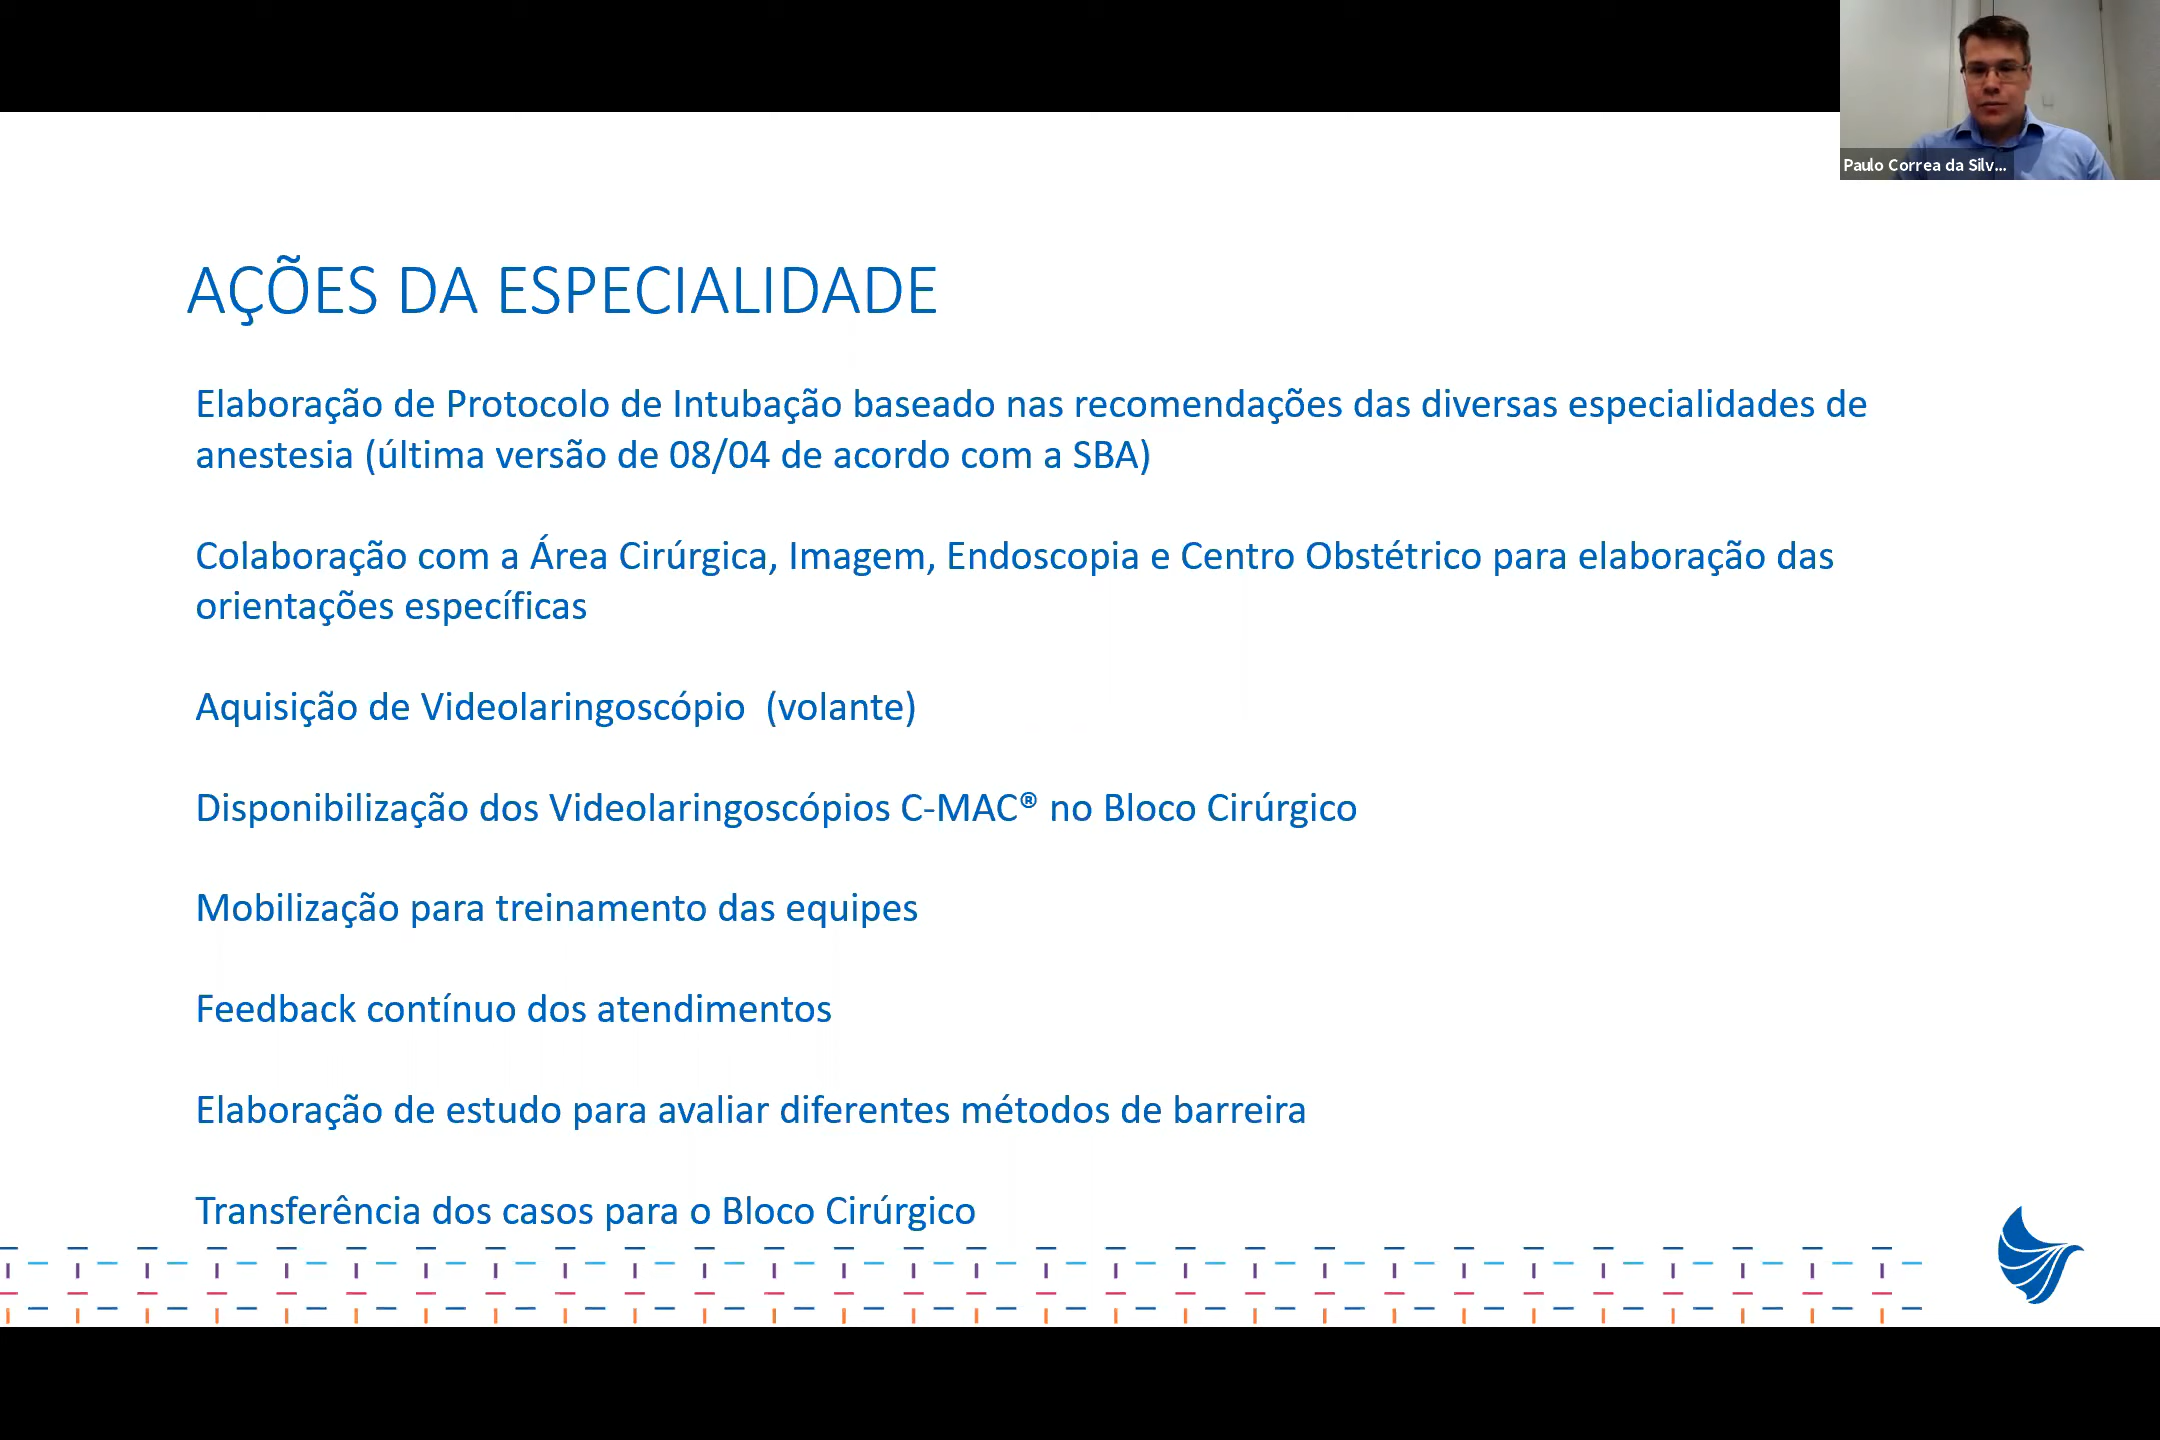 Paulo Correa da Silv...
AÇÕES DA ESPECIALIDADE
Elaboração de Protocolo de Intubação baseado nas recomendações das diversas especialidades de
anestesia (última versão de 08/04 de acordo com a SBA)
Colaboração com a Área Cirúrgica, Imagem, Endoscopia e Centro Obstétrico para elaboração das
orientações específicas
Aquisição de Videolaringoscópio  (volante)
Disponibilização dos Videolaringoscópios C-MAC® no Bloco Cirúrgico
Mobilização para treinamento das equipes
Feedback contínuo dos atendimentos
Elaboração de estudo para avaliar diferentes métodos de barreira
Transferência dos casos para o Bloco Cirúrgico